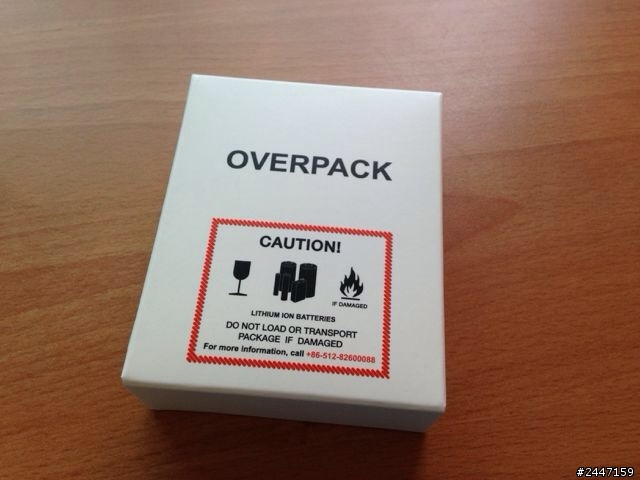 OVERPACK
CAUTION!
IF DAMAGED
LITHIUM ION BATTERIES
DO NOT LOAD OR TRANSPORT
PACKAGE IF DAMAGED
For more information, call +86-512-82600088
#2447159